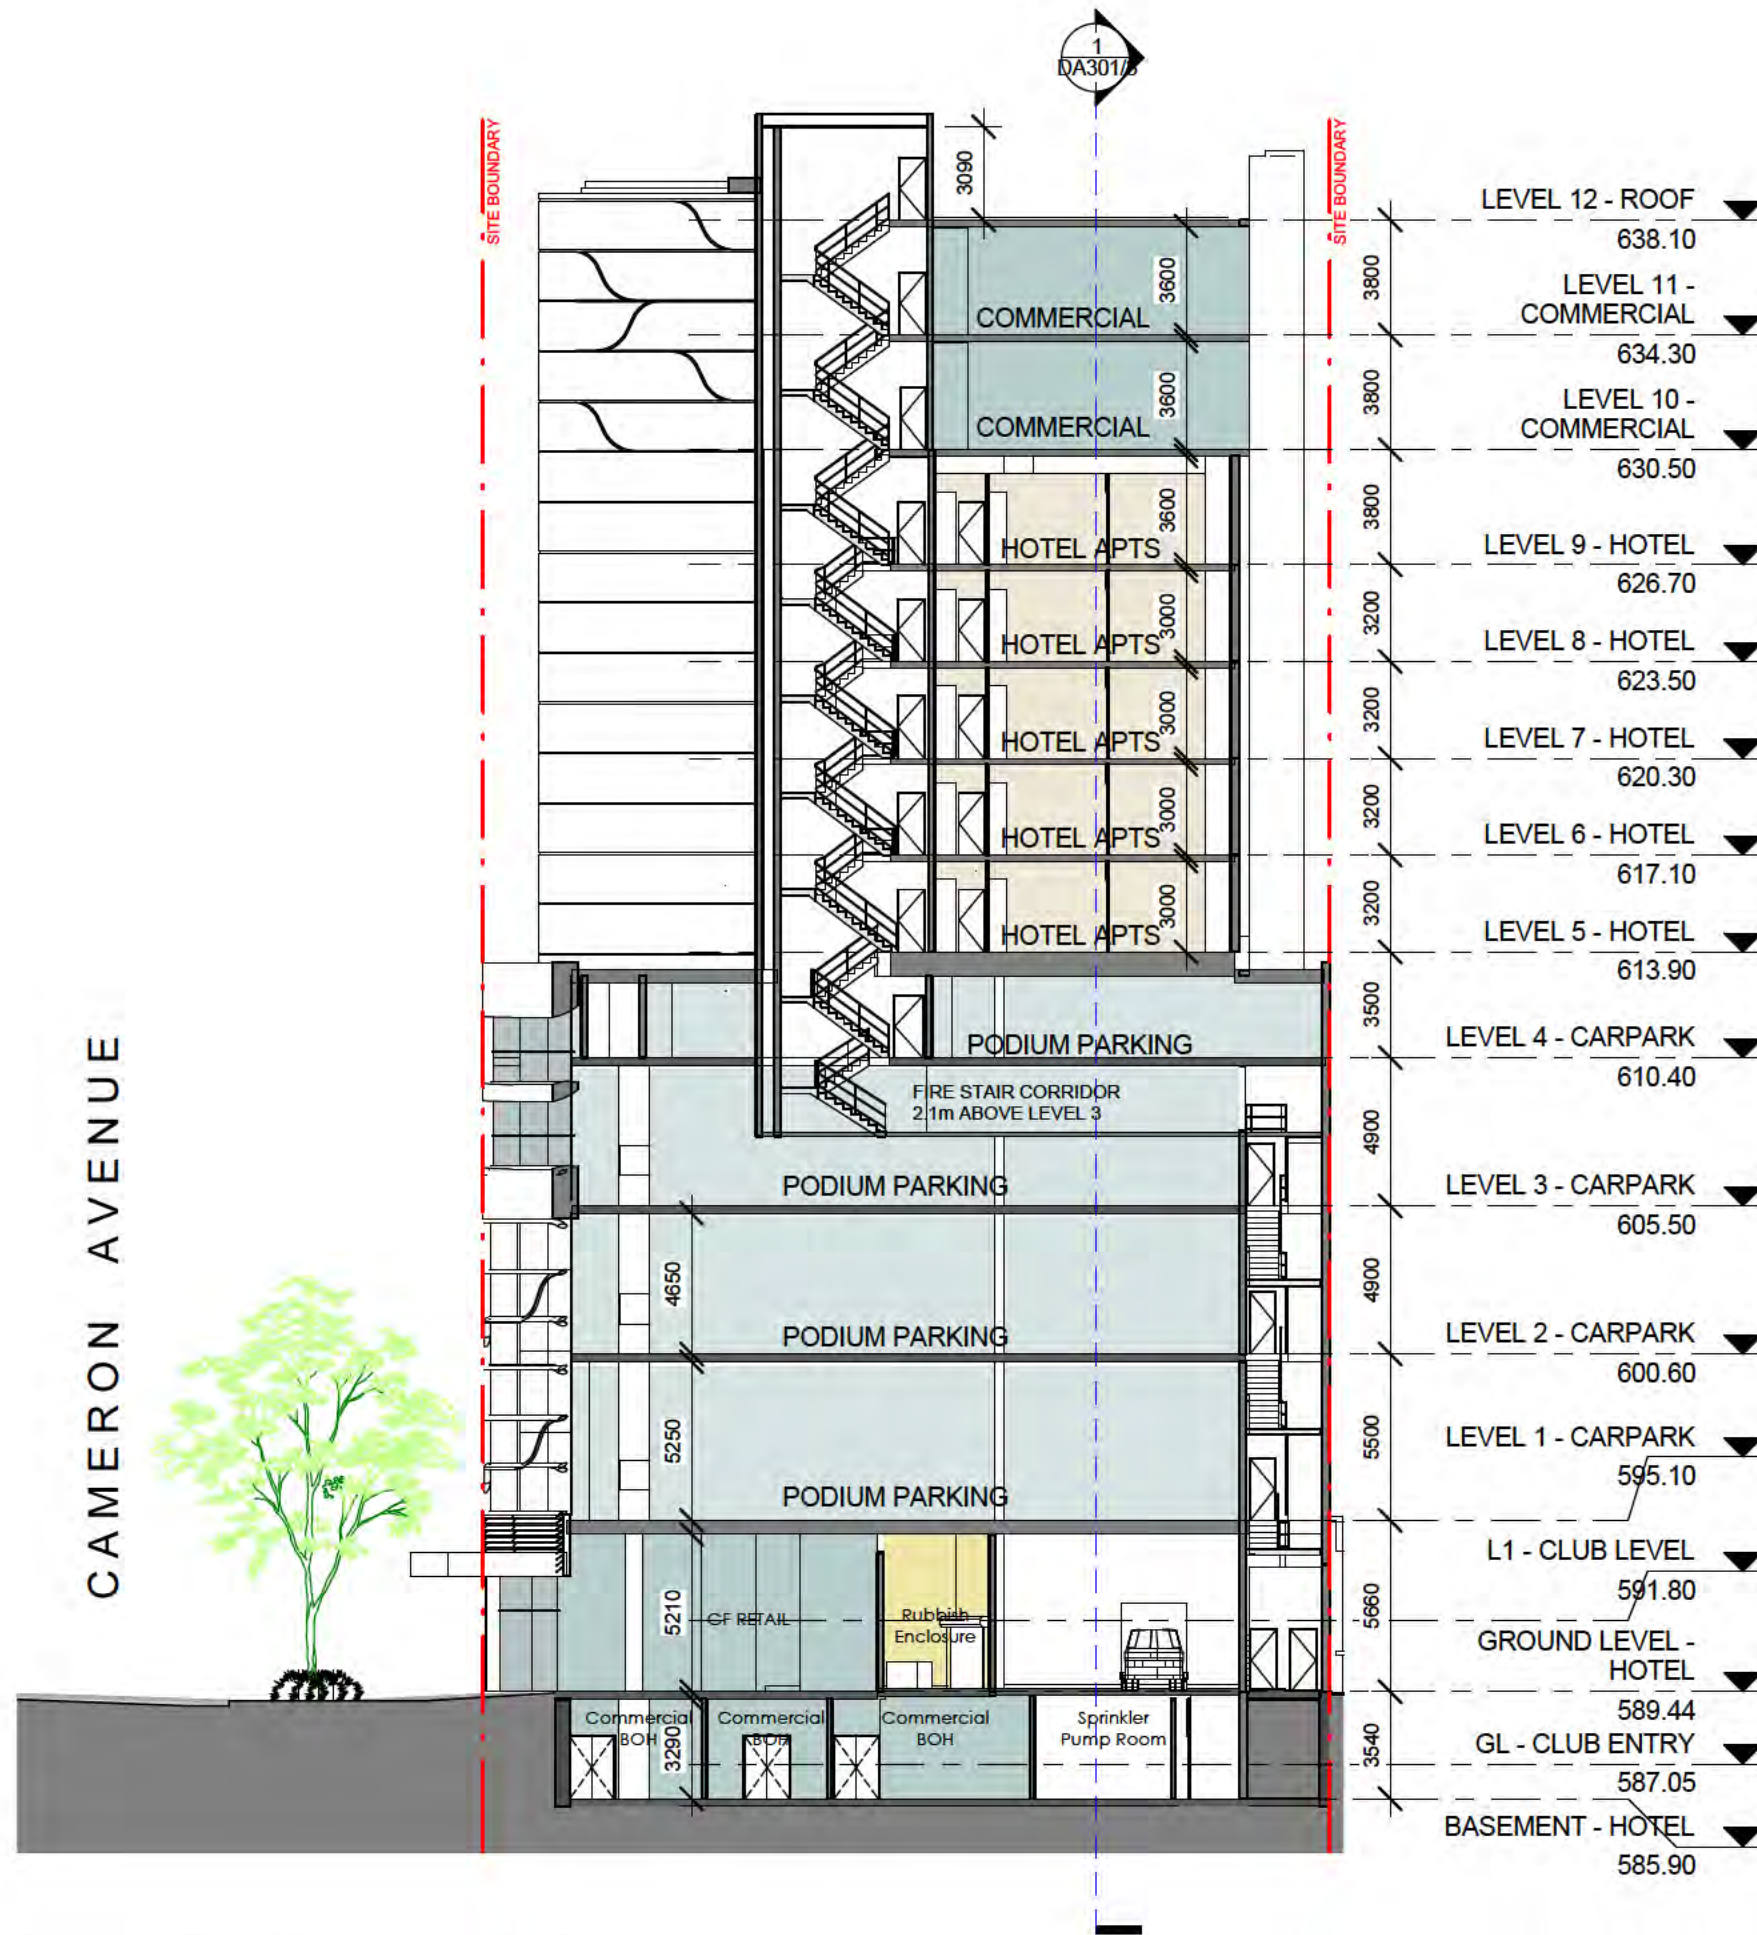 1
DA301/3
SITE BOUNDARY
SITE BOUNDARY
3090
LEVEL 12 - ROOF
638.10
3800
3600
COMMERCIAL
LEVEL 11 -
COMMERCIAL
634.30
3800
3600
COMMERCIAL
LEVEL 10 -
COMMERCIAL
630.50
3800
3600
HOTEL APTS
LEVEL 9 - HOTEL
626.70
3200
3000
HOTEL APTS
LEVEL 8 - HOTEL
623.50
3200
3000
HOTEL APTS
LEVEL 7 - HOTEL
620.30
3200
3000
HOTEL APTS
LEVEL 6 - HOTEL
617.10
3200
3000
HOTEL APTS
LEVEL 5 - HOTEL
613.90
3500
PODIUM PARKING
LEVEL 4 - CARPARK
610.40
FIRE STAIR CORRIDOR
2.1m ABOVE LEVEL 3
4900
PODIUM PARKING
LEVEL 3 - CARPARK
605.50
4650
4900
PODIUM PARKING
LEVEL 2 - CARPARK
600.60
5250
5500
PODIUM PARKING
LEVEL 1 - CARPARK
595.10
L1 - CLUB LEVEL
591.80
5210
GF RETAIL
Rubbish
Enclosure
5660
GROUND LEVEL -
HOTEL
589.44
Commercial
BOH
3290
Commercial
BOH
Commercial
BOH
Sprinkler
Pump Room
3540
GL - CLUB ENTRY
587.05
BASEMENT - HOTEL
585.90
CAMERON AVENUE